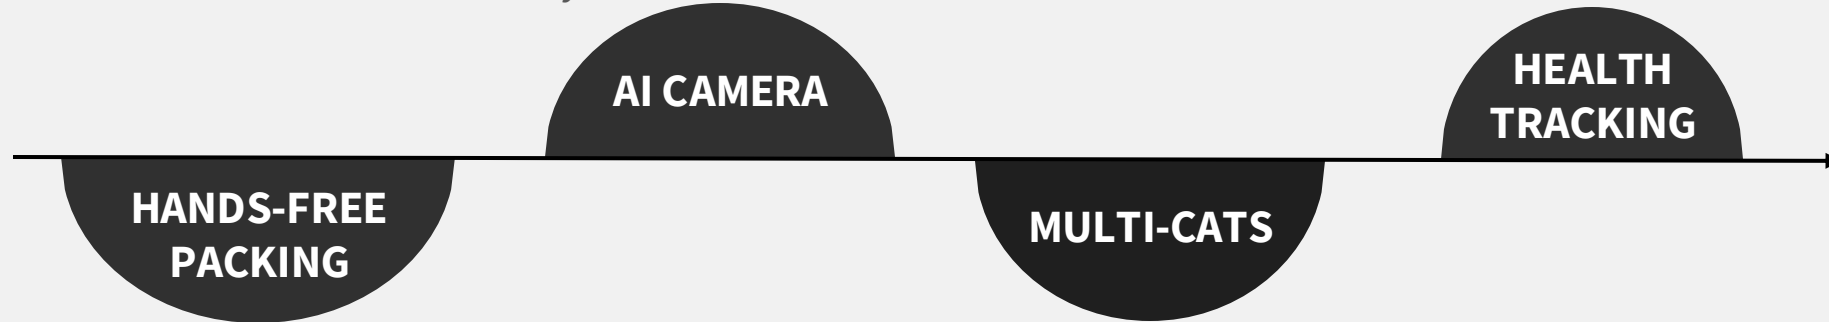 HANDS-FREE
PACKING
AI CAMERA
MULTI-CATS
HEALTH
TRACKING